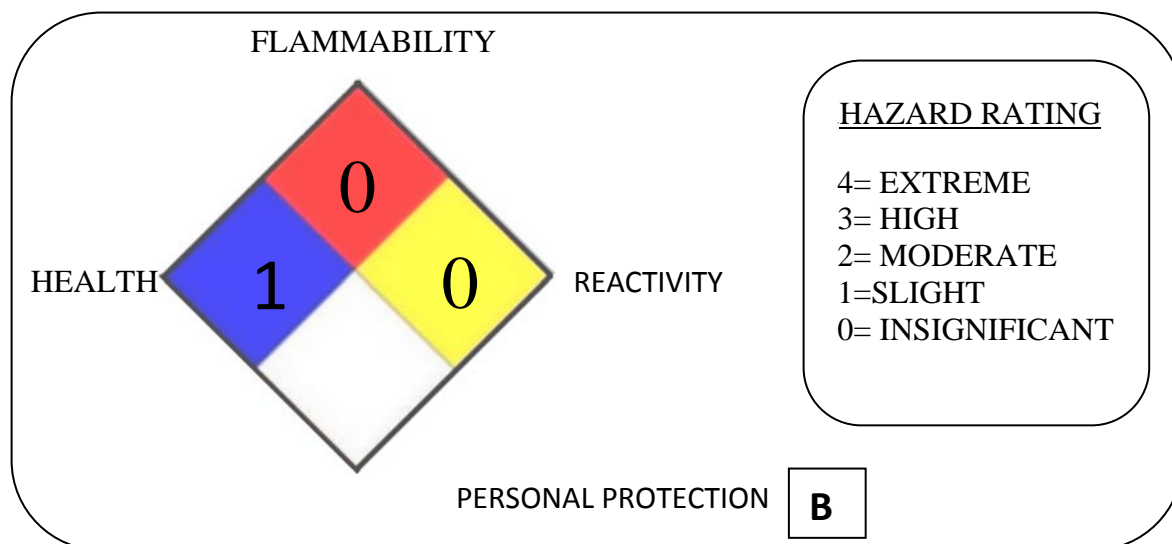 FLAMMABILITY
0
HEALTH
1
0
REACTIVITY
PERSONAL PROTECTION B
HAZARD RATING
4= EXTREME
3= HIGH
2= MODERATE
1=SLIGHT
0= INSIGNIFICANT